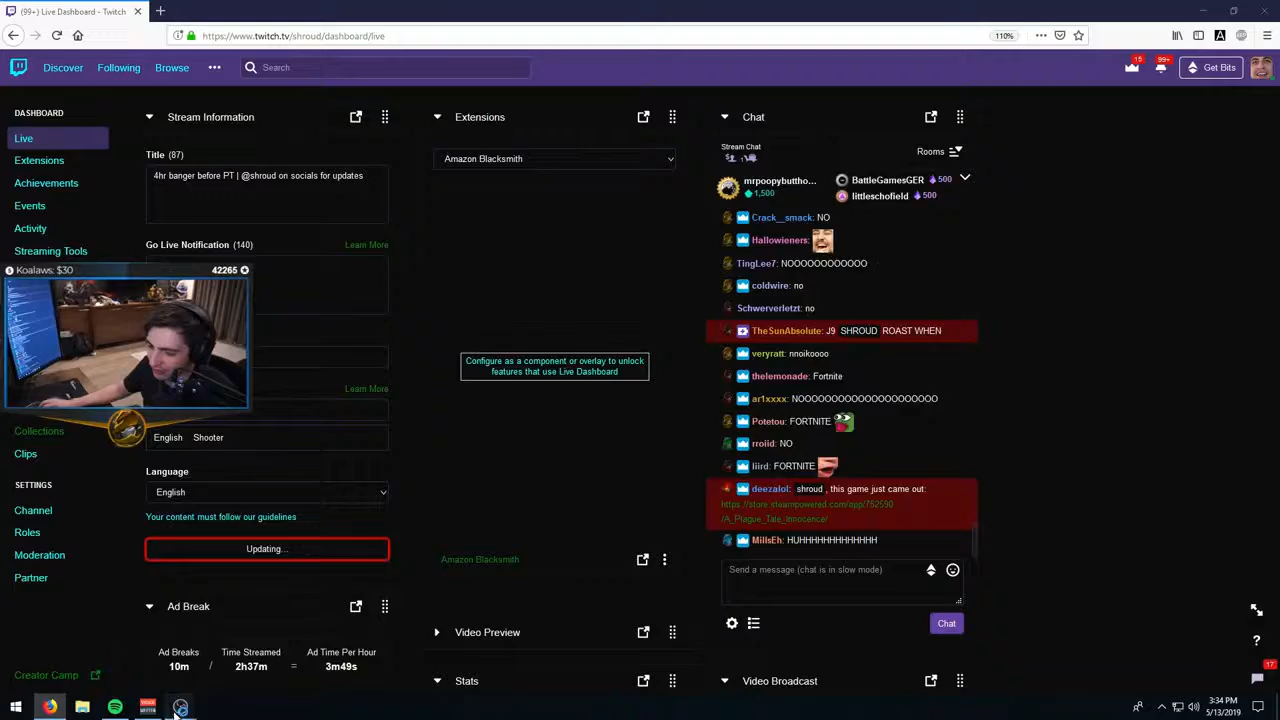 (99+) Live Dashboard - Twitch
https://www.twitch.tv/shroud/dashboard/live
110%
Discover
Following
Browse
Search
15
99+
Get Bits
DASHBOARD
Live
Extensions
Achievements
Events
Activity
Streaming Tools
Koalaws: $30
42265
Collections
Clips
SETTINGS
Channel
Roles
Moderation
Partner
Creator Camp
Stream Information
Title (87)
4hr banger before PT | @shroud on socials for updates
Go Live Notification (140)
Learn More
Learn More
English Shooter
Language
English
Your content must follow our guidelines
Updating...
Ad Break
Ad Breaks
10m
/
Time Streamed
2h37m
=
Ad Time Per Hour
3m49s
Extensions
Amazon Blacksmith
Configure as a component or overlay to unlock
features that use Live Dashboard
Amazon Blacksmith
Video Preview
Stats
Chat
Stream Chat
Rooms
mrpoopybuttho...
1,500
BattleGamesGER 500
littleschofield 500
Crack__smack: NO
Hallowieners:
TingLee7: NOOOOOOOOOOO
coldwire: no
Schwerverletzt: no
TheSunAbsolute: J9 SHROUD ROAST WHEN
veryratt: nnoikoooo
thelemonade: Fortnite
ar1xxxx: NOOOOOOOOOOOOOOOOOOOOO
Potetou: FORTNITE
rroiid: NO
liird: FORTNITE
deezalol: shroud , this game just came out:
https://store.steampowered.com/app/752590
/A_Plague_Tale_Innocence/
MillsEh: HUHHHHHHHHHHHHH
Send a message (chat is in slow mode)
Chat
Video Broadcast
?
17
3:34 PM
5/13/2019